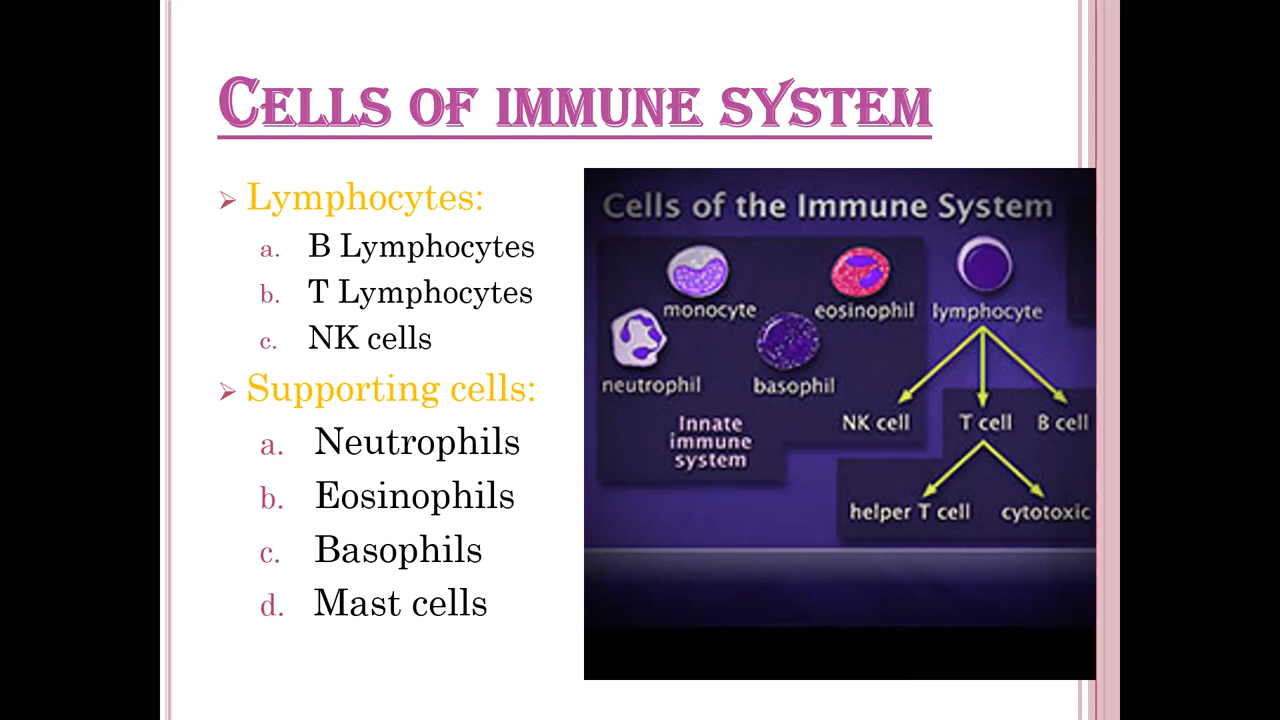 Cells of immune system
➢ Lymphocytes:
a. B Lymphocytes
b. T Lymphocytes
c. NK cells
➢ Supporting cells:
a. Neutrophils
b. Eosinophils
c. Basophils
d. Mast cells
Cells of the Immune System
monocyte
eosinophil
lymphocyte
neutrophil
basophil
Innate
immune
system
NK cell
T cell
B cell
helper T cell
cytotoxic